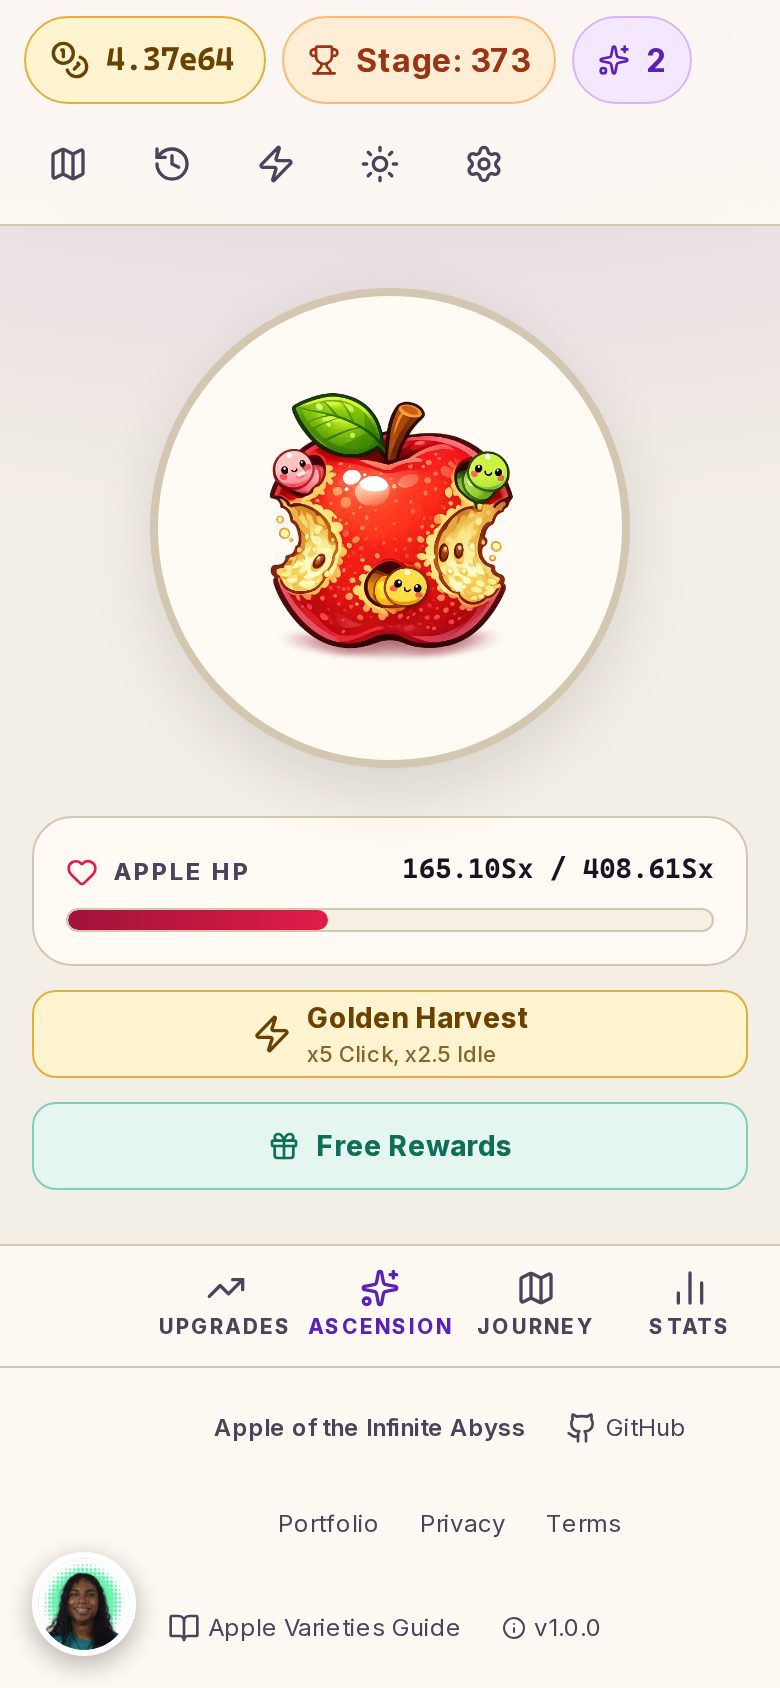 4.37e64
Stage: 373
2
APPLE HP
165.10Sx / 408.61Sx
Golden Harvest
x5 Click, x2.5 Idle
Free Rewards
UPGRADES
ASCENSION
JOURNEY
STATS
Apple of the Infinite Abyss
GitHub
Portfolio
Privacy
Terms
Apple Varieties Guide
v1.0.0